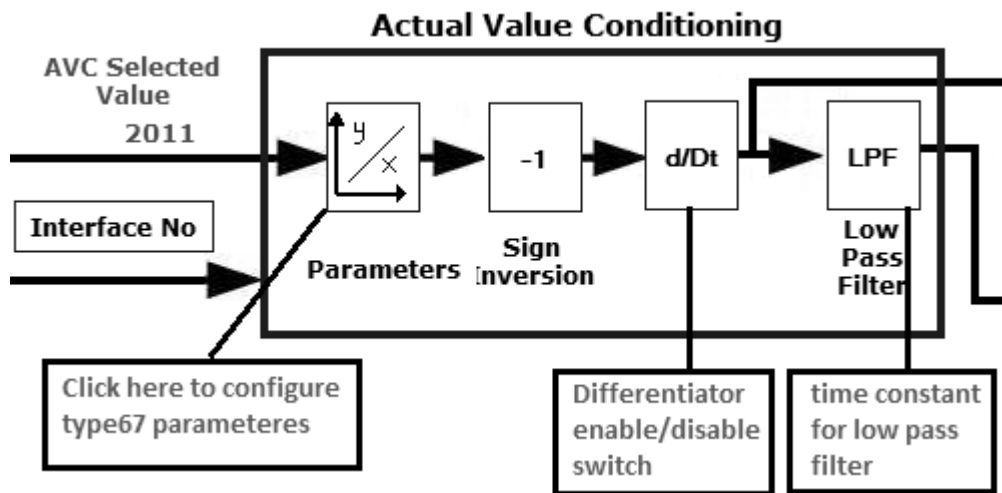 Actual Value Conditioning
AVC Selected
Value
2011
y
x
-1
d/Dt
LPF
Interface No
Parameters
Sign
Inversion
Low
Pass
Filter
Click here to configure
type67 parameteres
Differentiator
enable/disable
switch
time constant
for low pass
filter